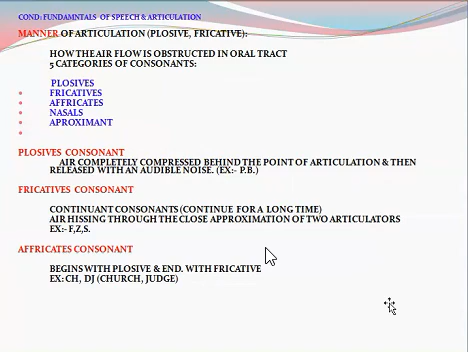 COND: FUNDAMNTALS OF SPEECH & ARTICULATION
MANNER OF ARTICULATION (PLOSIVE, FRICATIVE):
HOW THE AIR FLOW IS OBSTRUCTED IN ORAL TRACT
5 CATEGORIES OF CONSONANTS:
PLOSIVES
FRICATIVES
AFFRICATES
NASALS
APROXIMANT
PLOSIVES CONSONANT
AIR COMPLETELY COMPRESSED BEHIND THE POINT OF ARTICULATION & THEN
RELEASED WITH AN AUDIBLE NOISE. (EX:- P.B.)
FRICATIVES CONSONANT
CONTINUANT CONSONANTS (CONTINUE FOR A LONG TIME)
AIR HISSING THROUGH THE CLOSE APPROXIMATION OF TWO ARTICULATORS
EX:- F,Z,S.
AFFRICATES CONSONANT
BEGINS WITH PLOSIVE & END. WITH FRICATIVE
EX: CH, DJ (CHURCH, JUDGE)